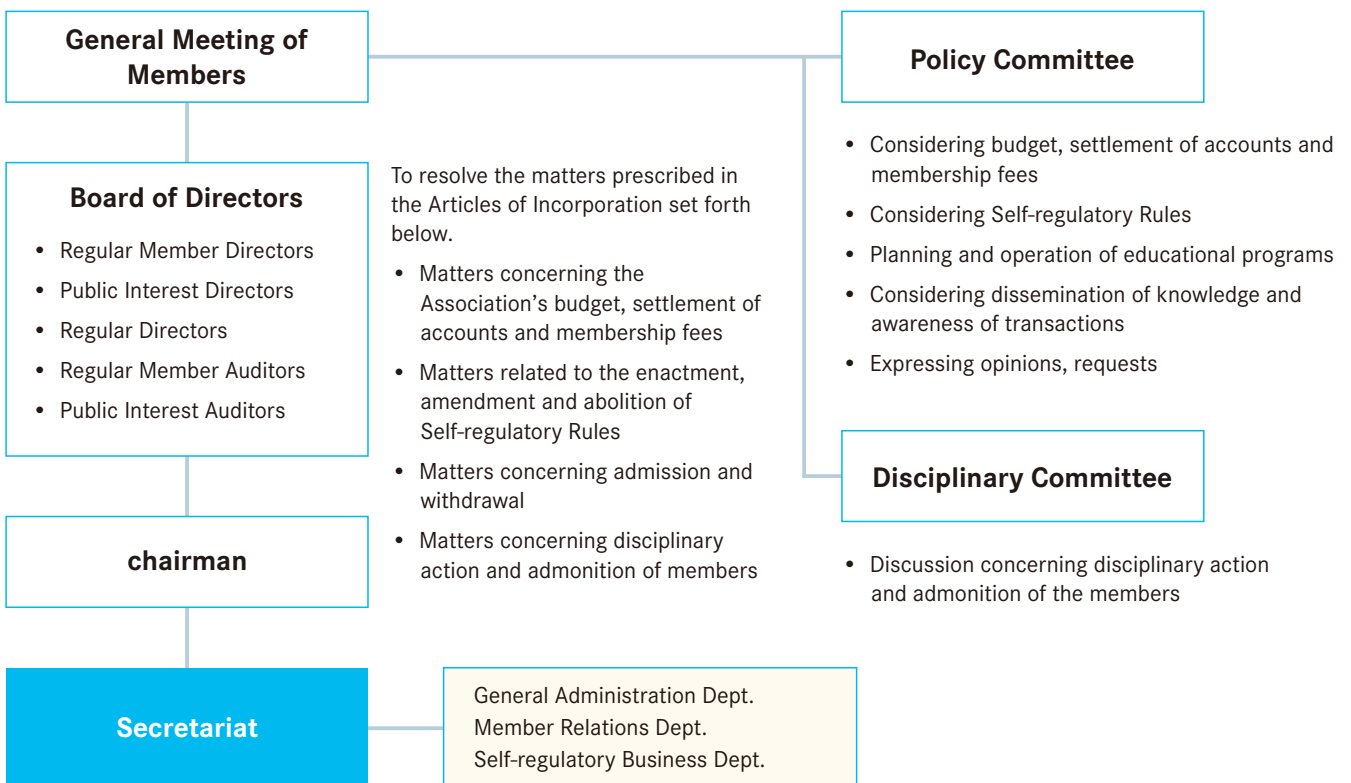 General Meeting of
Members
Board of Directors
• Regular Member Directors
• Public Interest Directors
• Regular Directors
• Regular Member Auditors
• Public Interest Auditors
To resolve the matters prescribed in
the Articles of Incorporation set forth
below.
• Matters concerning the
Association’s budget, settlement of
accounts and membership fees
• Matters related to the enactment,
amendment and abolition of
Self-regulatory Rules
• Matters concerning admission and
withdrawal
• Matters concerning disciplinary
action and admonition of members
chairman
Secretariat
General Administration Dept.
Member Relations Dept.
Self-regulatory Business Dept.
Policy Committee
• Considering budget, settlement of accounts and
membership fees
• Considering Self-regulatory Rules
• Planning and operation of educational programs
• Considering dissemination of knowledge and
awareness of transactions
• Expressing opinions, requests
Disciplinary Committee
• Discussion concerning disciplinary action
and admonition of the members